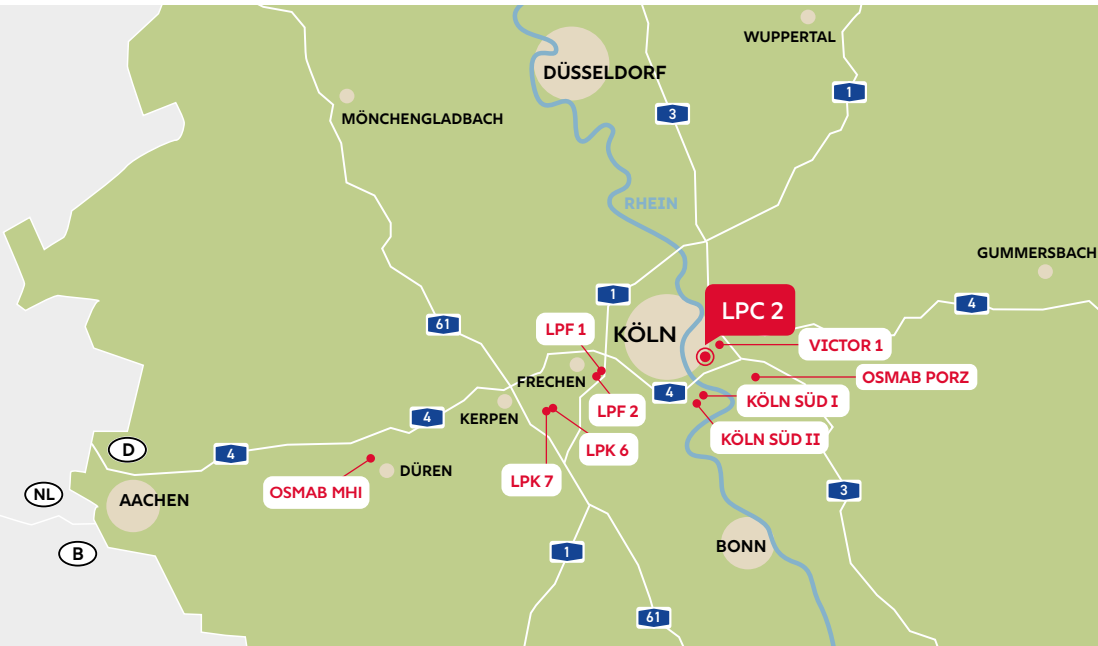 WUPPERTAL
DÜSSELDORF
1
MÖNCHENGLADBACH
3
RHEIN
GUMMERSBACH
1
4
LPC 2
61
LPF 1
KÖLN
VICTOR 1
FRECHEN
OSMAB PORZ
4
KÖLN SÜD I
LPF 2
KERPEN
4
KÖLN SÜD II
LPK 6
D
4
DÜREN
LPK 7
OSMAB MHI
NL
AACHEN
3
B
1
BONN
61